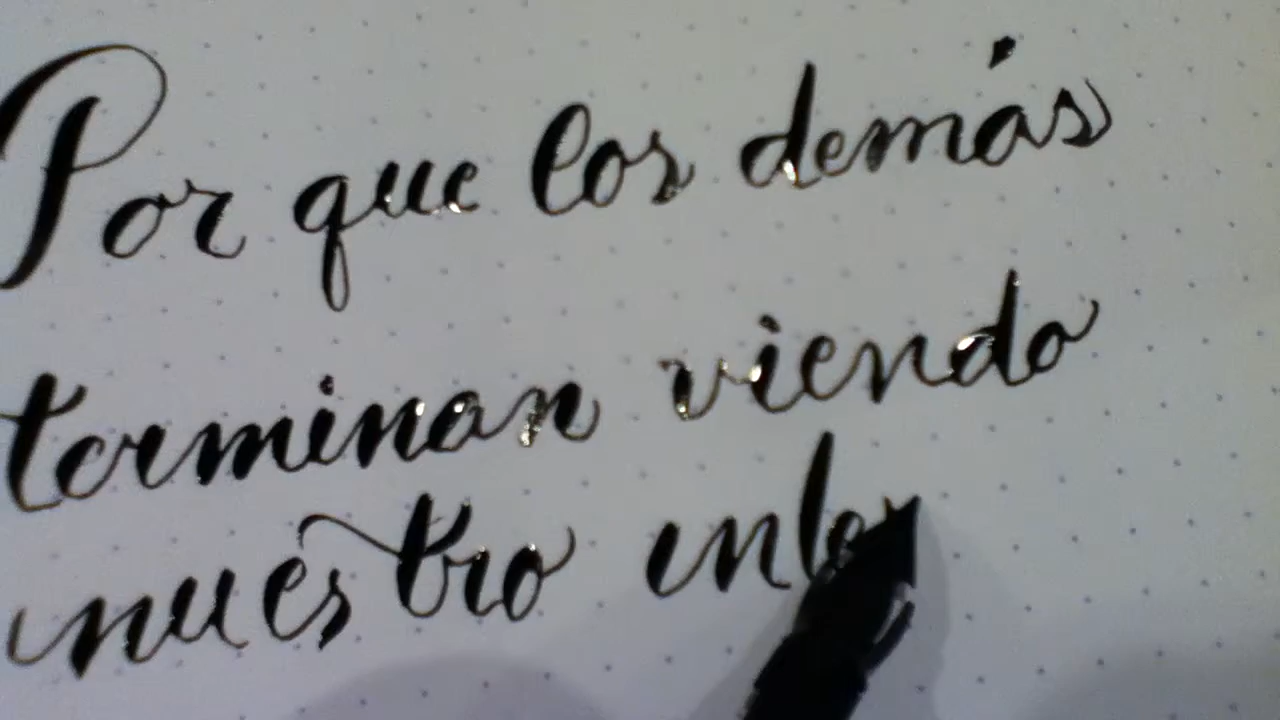 Por que los demás
terminan viendo
nuestro